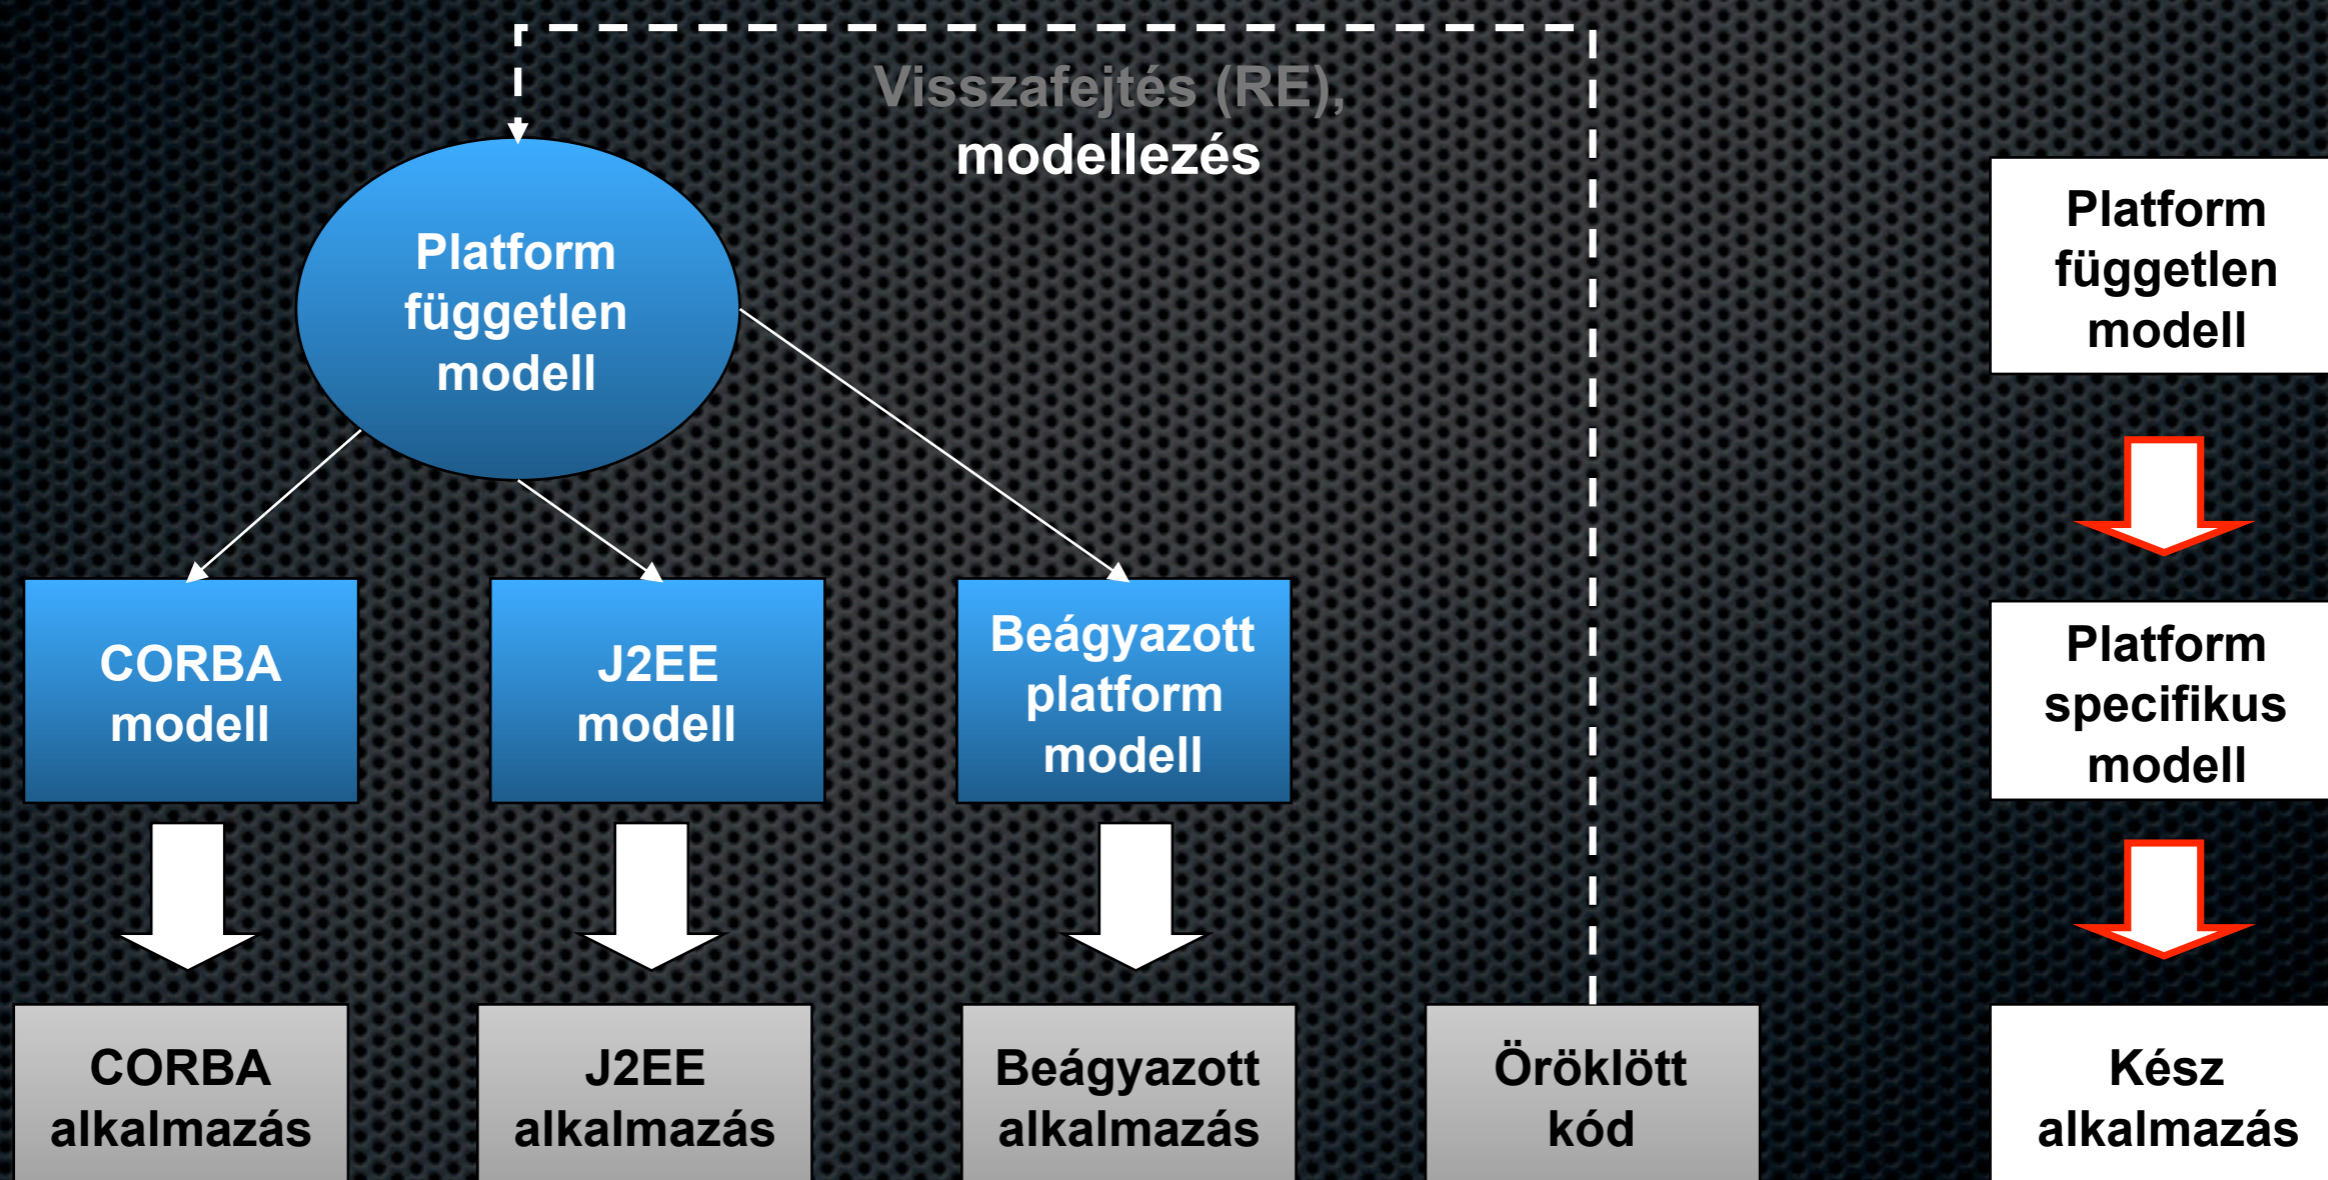 Visszafejtés (RE),
modellezés
Platform
független
modell
Platform
független
modell
CORBA
modell
J2EE
modell
Beágyazott
platform
modell
Platform
specifikus
modell
CORBA
alkalmazás
J2EE
alkalmazás
Beágyazott
alkalmazás
Öröklött
kód
Kész
alkalmazás